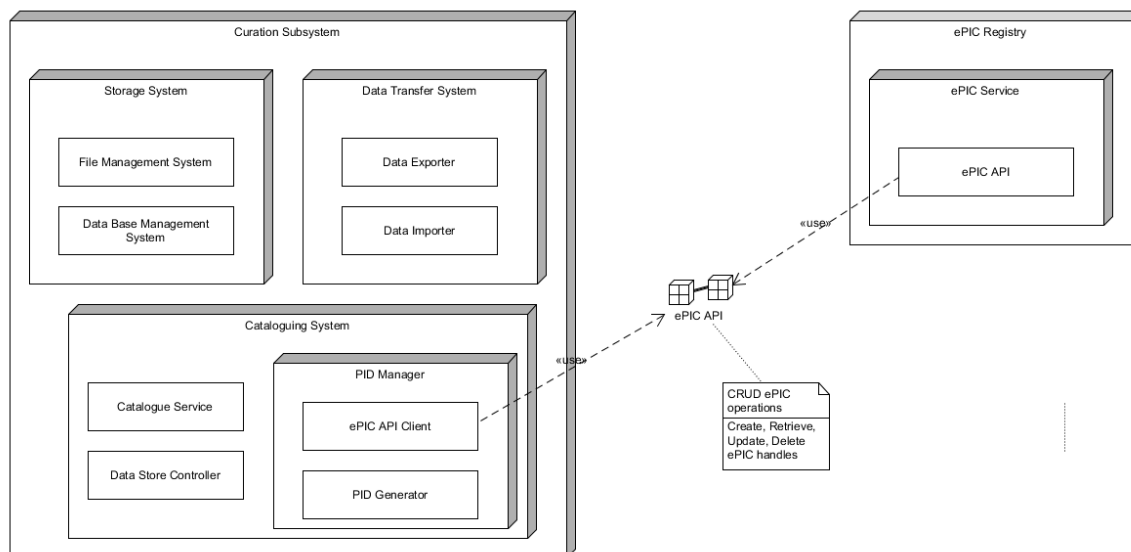 Curation Subsystem
Storage System
File Management System
Data Base Management
System
Data Transfer System
Data Exporter
Data Importer
Cataloguing System
Catalogue Service
Data Store Controller
PID Manager
ePIC API Client
PID Generator
«use»
ePIC API
CRUD ePIC
operations
Create, Retrieve,
Update, Delete
ePIC handles
«use»
ePIC Registry
ePIC Service
ePIC API